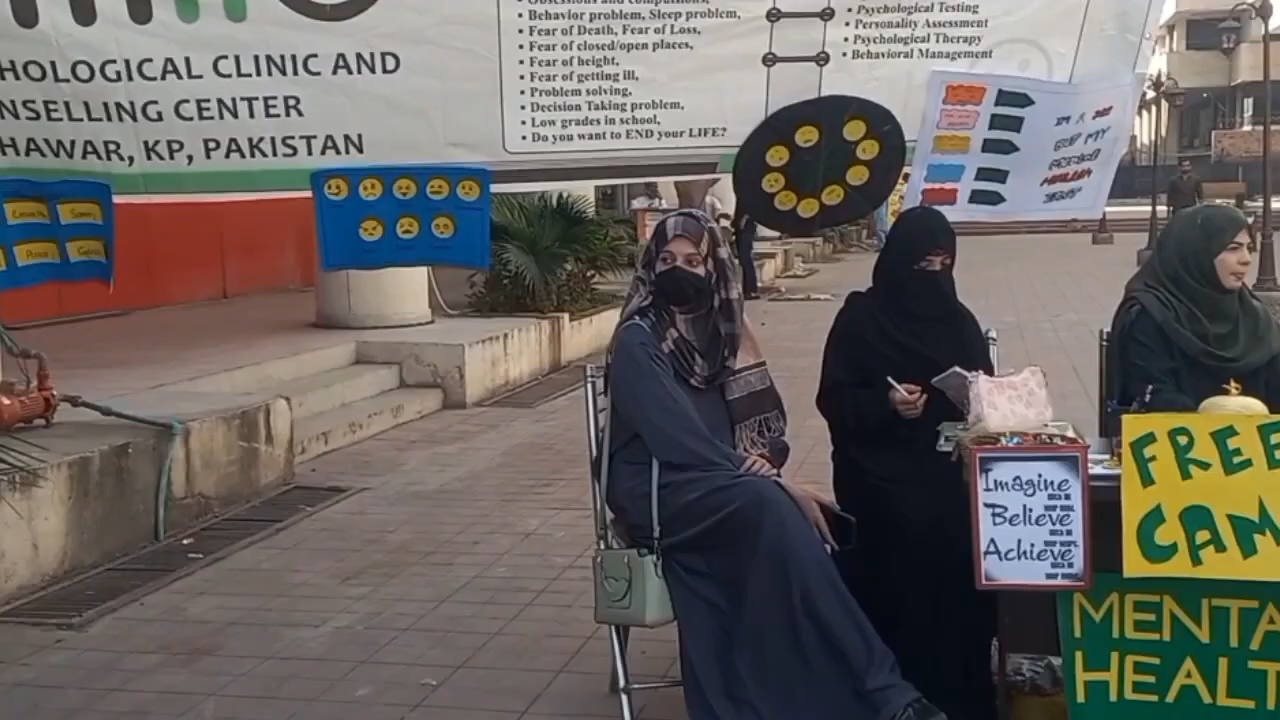 HOLOGICAL CLINIC AND
NSELLING CENTER
HAWAR, KP, PAKISTAN
• Behavior problem, Sleep problem,
• Fear of Death, Fear of Loss,
• Fear of closed/open places,
• Fear of height,
• Fear of getting ill,
• Problem solving,
• Decision Taking problem,
• Low grades in school,
• Do you want to END your LIFE?
• Psychological Testing
• Personality Assessment
• Psychological Therapy
• Behavioral Management
Imagine
Believe
Achieve
FREE
CAM
MENTA
HEALT